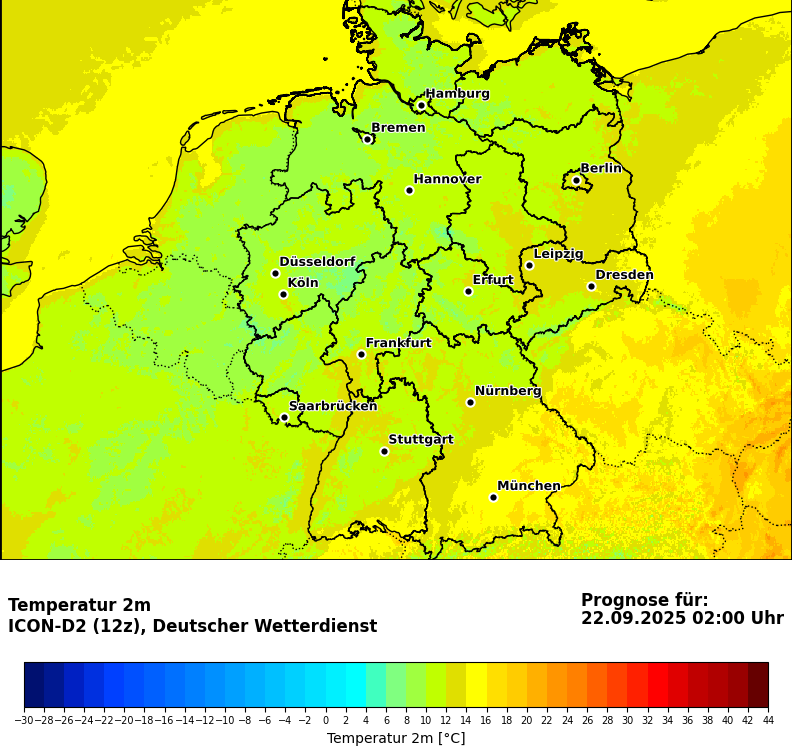 Hamburg
Bremen
Berlin
Hannover
Leipzig
Düsseldorf
Dresden
Köln
Erfurt
Frankfurt
Nürnberg
Saarbrücken
Stuttgart
München
Temperatur 2m
ICON-D2 (12z), Deutscher Wetterdienst
Prognose für:
22.09.2025 02:00 Uhr
−30 −28 −26 −24 −22 −20 −18 −16 −14 −12 −10 −8 −6 −4 −2 0 2 4 6 8 10 12 14 16 18 20 22 24 26 28 30 32 34 36 38 40 42 44
Temperatur 2m [°C]